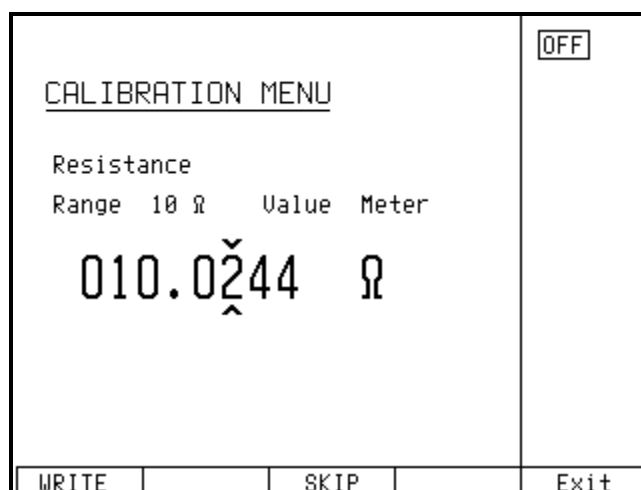 OFF
CALIBRATION MENU
Resistance
Range 10 Ω Value Meter
010.0244 Ω
WRITE SKIP Exit